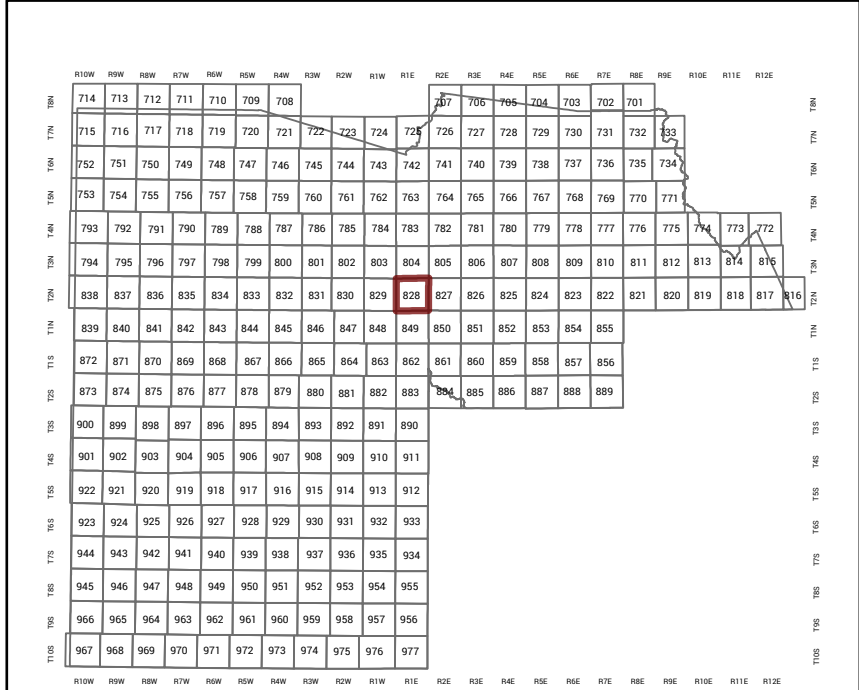 R10W R9W R8W R7W R6W R5W R4W R3W R2W R1W R1E R2E R3E R4E R5E R6E R7E R8E R9E R10E R11E R12E
T8N 714 713 712 711 710 709 708 707 706 705 704 703 702 701 T8N
T7N 715 716 717 718 719 720 721 722 723 724 725 726 727 728 729 730 731 732 733 T7N
T6N 752 751 750 749 748 747 746 745 744 743 742 741 740 739 738 737 736 735 734 T6N
T5N 753 754 755 756 757 758 759 760 761 762 763 764 765 766 767 768 769 770 771 T5N
T4N 793 792 791 790 789 788 787 786 785 784 783 782 781 780 779 778 777 776 775 774 773 772 T4N
T3N 794 795 796 797 798 799 800 801 802 803 804 805 806 807 808 809 810 811 812 813 814 815 T3N
T2N 838 837 836 835 834 833 832 831 830 829 828 827 826 825 824 823 822 821 820 819 818 817 816 T2N
T1N 839 840 841 842 843 844 845 846 847 848 849 850 851 852 853 854 855 T1N
T1S 872 871 870 869 868 867 866 865 864 863 862 861 860 859 858 857 856 T1S
T2S 873 874 875 876 877 878 879 880 881 882 883 884 885 886 887 888 889 T2S
T3S 900 899 898 897 896 895 894 893 892 891 890 T3S
T4S 901 902 903 904 905 906 907 908 909 910 911 T4S
T5S 922 921 920 919 918 917 916 915 914 913 912 T5S
T6S 923 924 925 926 927 928 929 930 931 932 933 T6S
T7S 944 943 942 941 940 939 938 937 936 935 934 T7S
T8S 945 946 947 948 949 950 951 952 953 954 955 T8S
T9S 966 965 964 963 962 961 960 959 958 957 956 T9S
T10S 967 968 969 970 971 972 973 974 975 976 977 T10S
R10W R9W R8W R7W R6W R5W R4W R3W R2W R1W R1E R2E R3E R4E R5E R6E R7E R8E R9E R10E R11E R12E